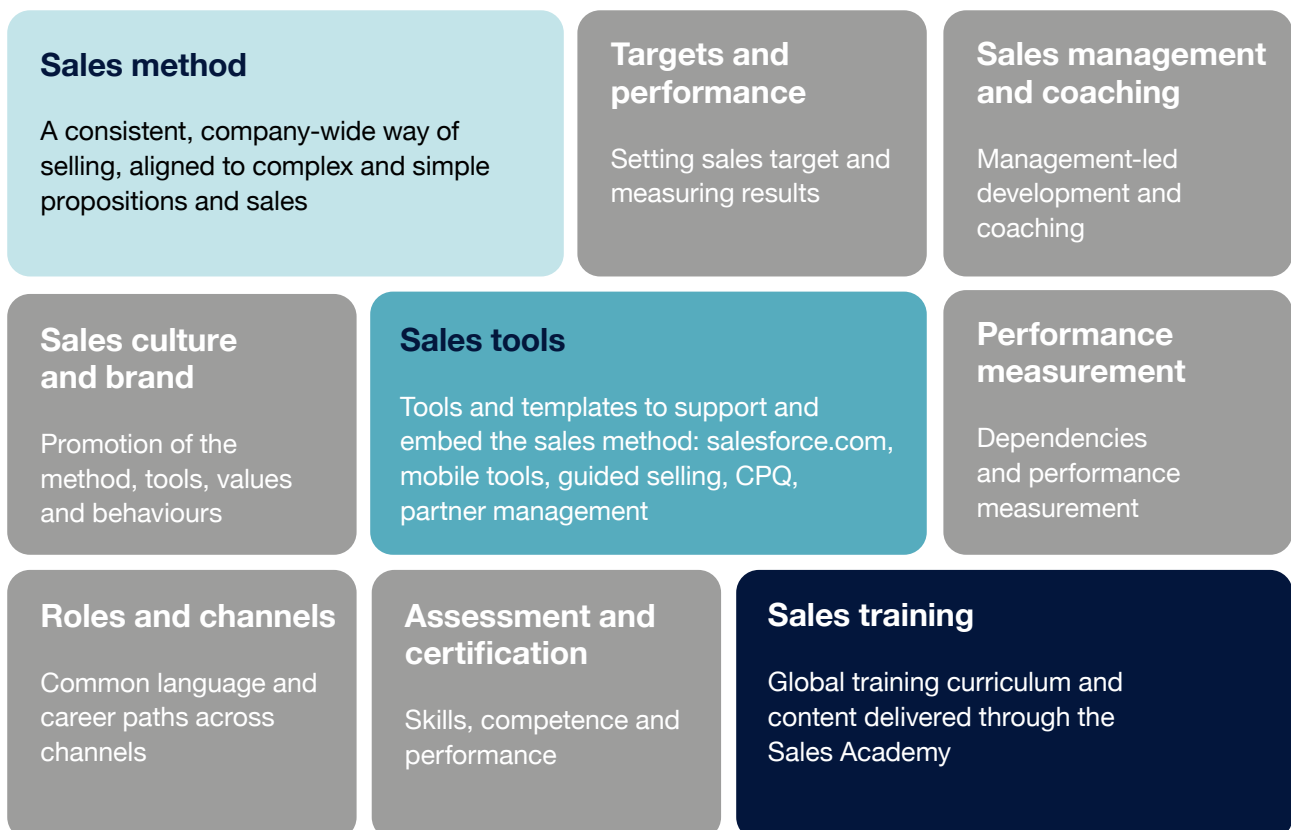 Sales method
A consistent, company-wide way of
selling, aligned to complex and simple
propositions and sales
Targets and
performance
Setting sales target and
measuring results
Sales management
and coaching
Management-led
development and
coaching
Sales culture
and brand
Promotion of the
method, tools, values
and behaviours
Sales tools
Tools and templates to support and
embed the sales method: salesforce.com,
mobile tools, guided selling, CPQ,
partner management
Performance
measurement
Dependencies
and performance
measurement
Roles and channels
Common language and
career paths across
channels
Assessment and
certification
Skills, competence and
performance
Sales training
Global training curriculum and
content delivered through the
Sales Academy